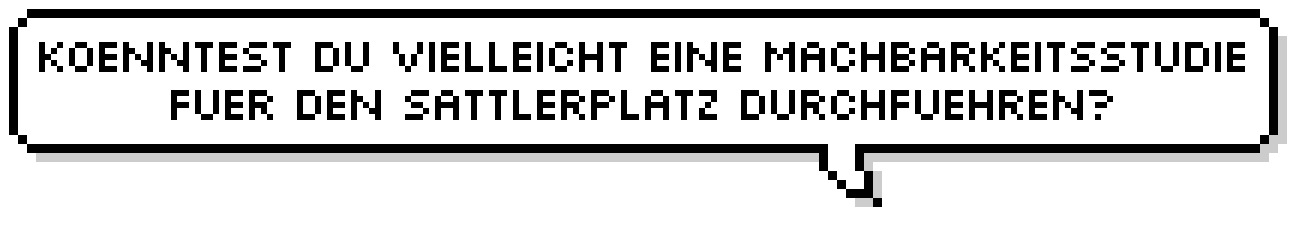 KOENNTEST DU VIELLEICHT EINE MACHBARKEITSSTUDIE
FUER DEN SATTLERPLATZ DURCHFUEHREN?